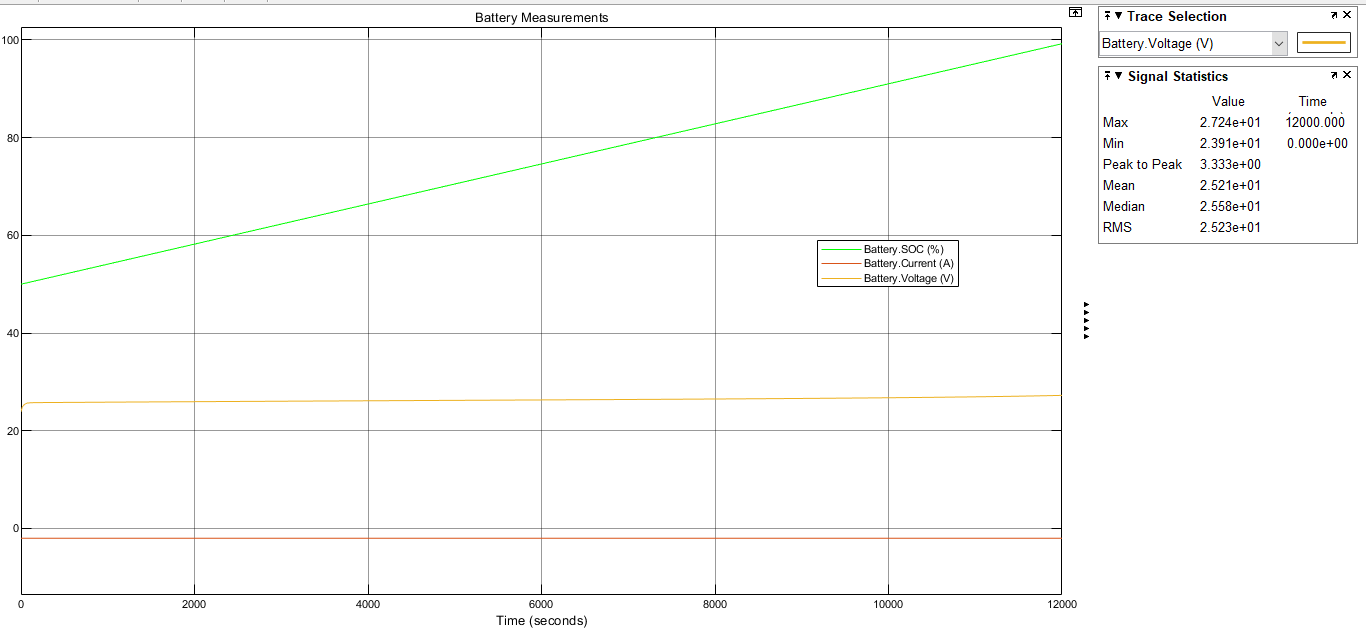 Battery Measurements
100
80
60
40
20
0
0 2000 4000 6000 8000 10000 12000
Time (seconds)
Battery.SOC (%)
Battery.Current (A)
Battery.Voltage (V)
Trace Selection
Battery.Voltage (V)
Signal Statistics
Value Time
Max 2.724e+01 12000.000
Min 2.391e+01 0.000e+00
Peak to Peak 3.333e+00
Mean 2.521e+01
Median 2.558e+01
RMS 2.523e+01